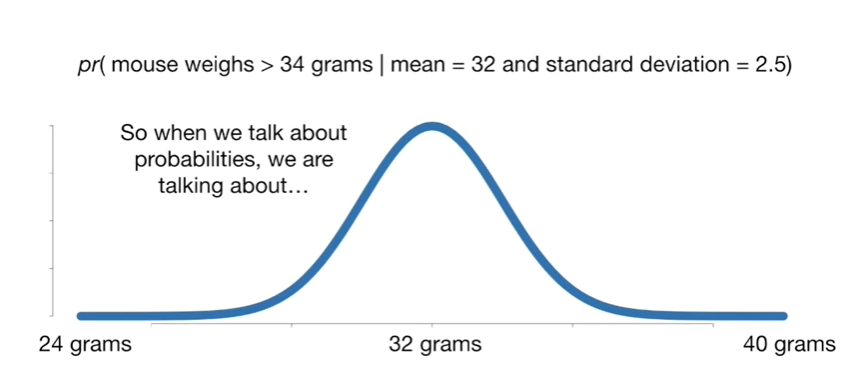 pr( mouse weighs > 34 grams | mean = 32 and standard deviation = 2.5)
So when we talk about
probabilities, we are
talking about…
24 grams
32 grams
40 grams